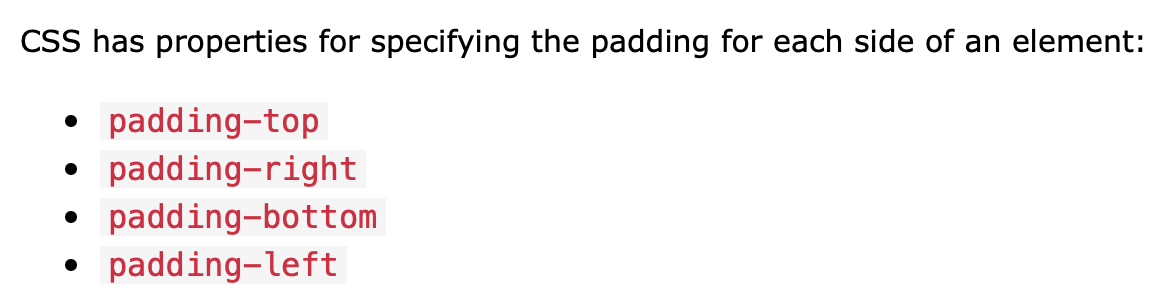 CSS has properties for specifying the padding for each side of an element:
• padding-top
• padding-right
• padding-bottom
• padding-left